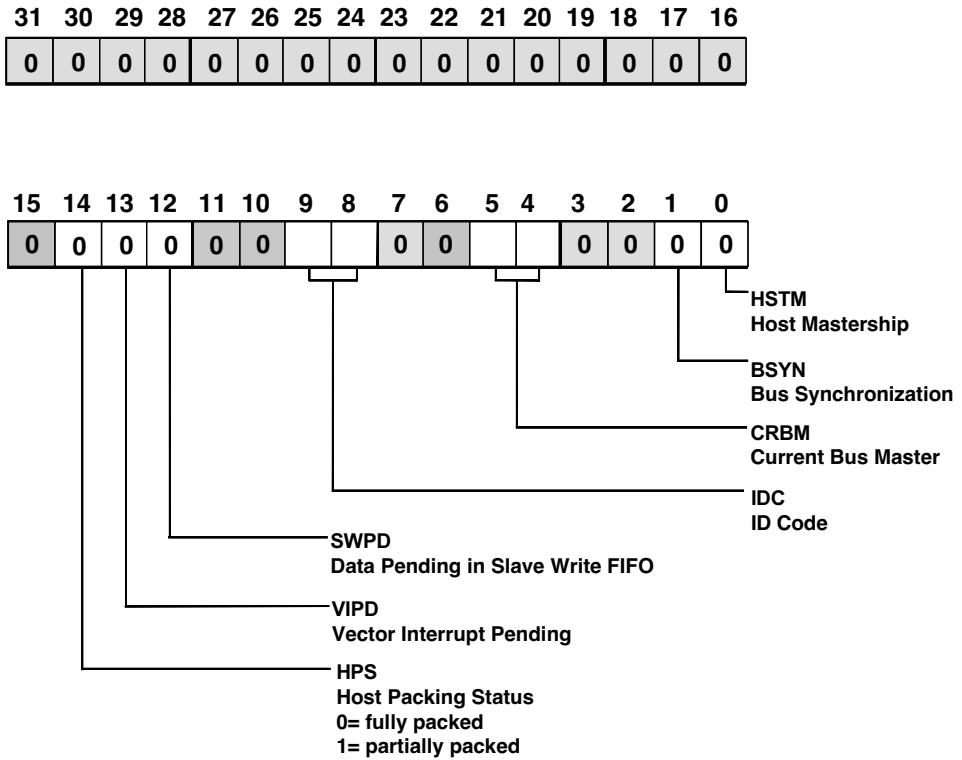 31 30 29 28 27 26 25 24 23 22 21 20 19 18 17 16
0 0 0 0 0 0 0 0 0 0 0 0 0 0 0 0
15 14 13 12 11 10 9 8 7 6 5 4 3 2 1 0
0 0 0 0 0 0 0 0 0 0 0 0
HSTM
Host Mastership
BSYN
Bus Synchronization
CRBM
Current Bus Master
IDC
ID Code
SWPD
Data Pending in Slave Write FIFO
VIPD
Vector Interrupt Pending
HPS
Host Packing Status
0= fully packed
1= partially packed